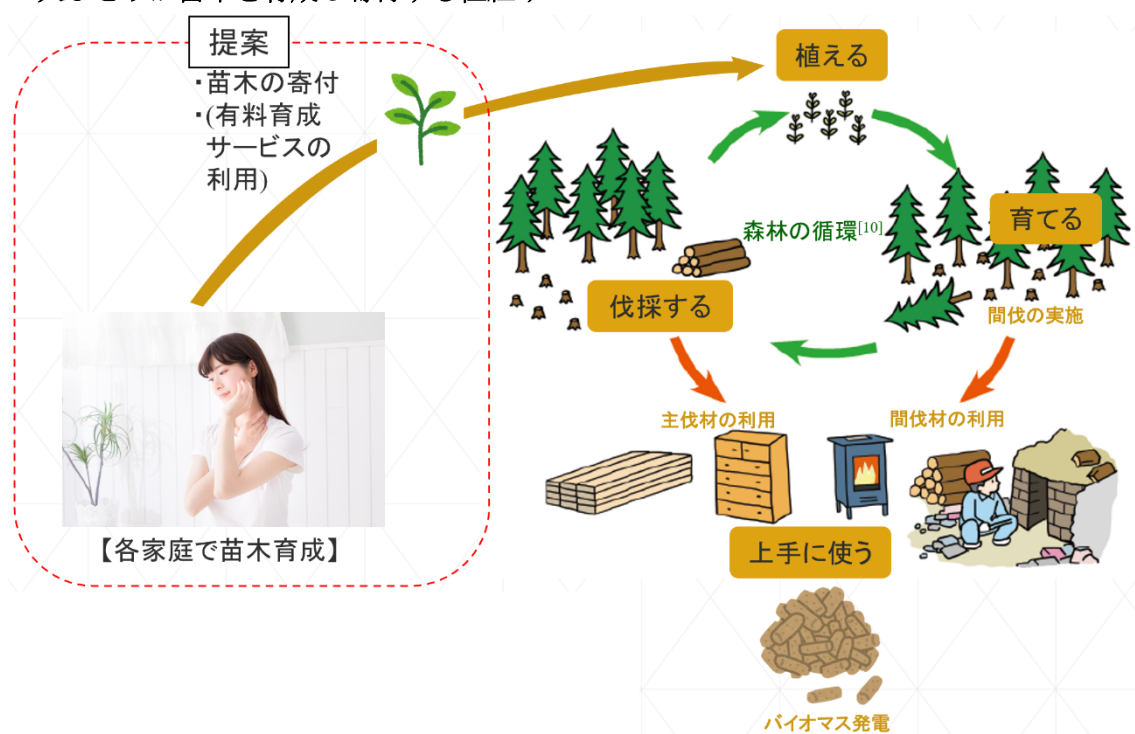 提案
・苗木の寄付
・(有料育成
サービスの
利用)
【各家庭で苗木育成】
植える
育てる
間伐の実施
森林の循環[10]
伐採する
主伐材の利用
間伐材の利用
上手に使う
バイオマス発電